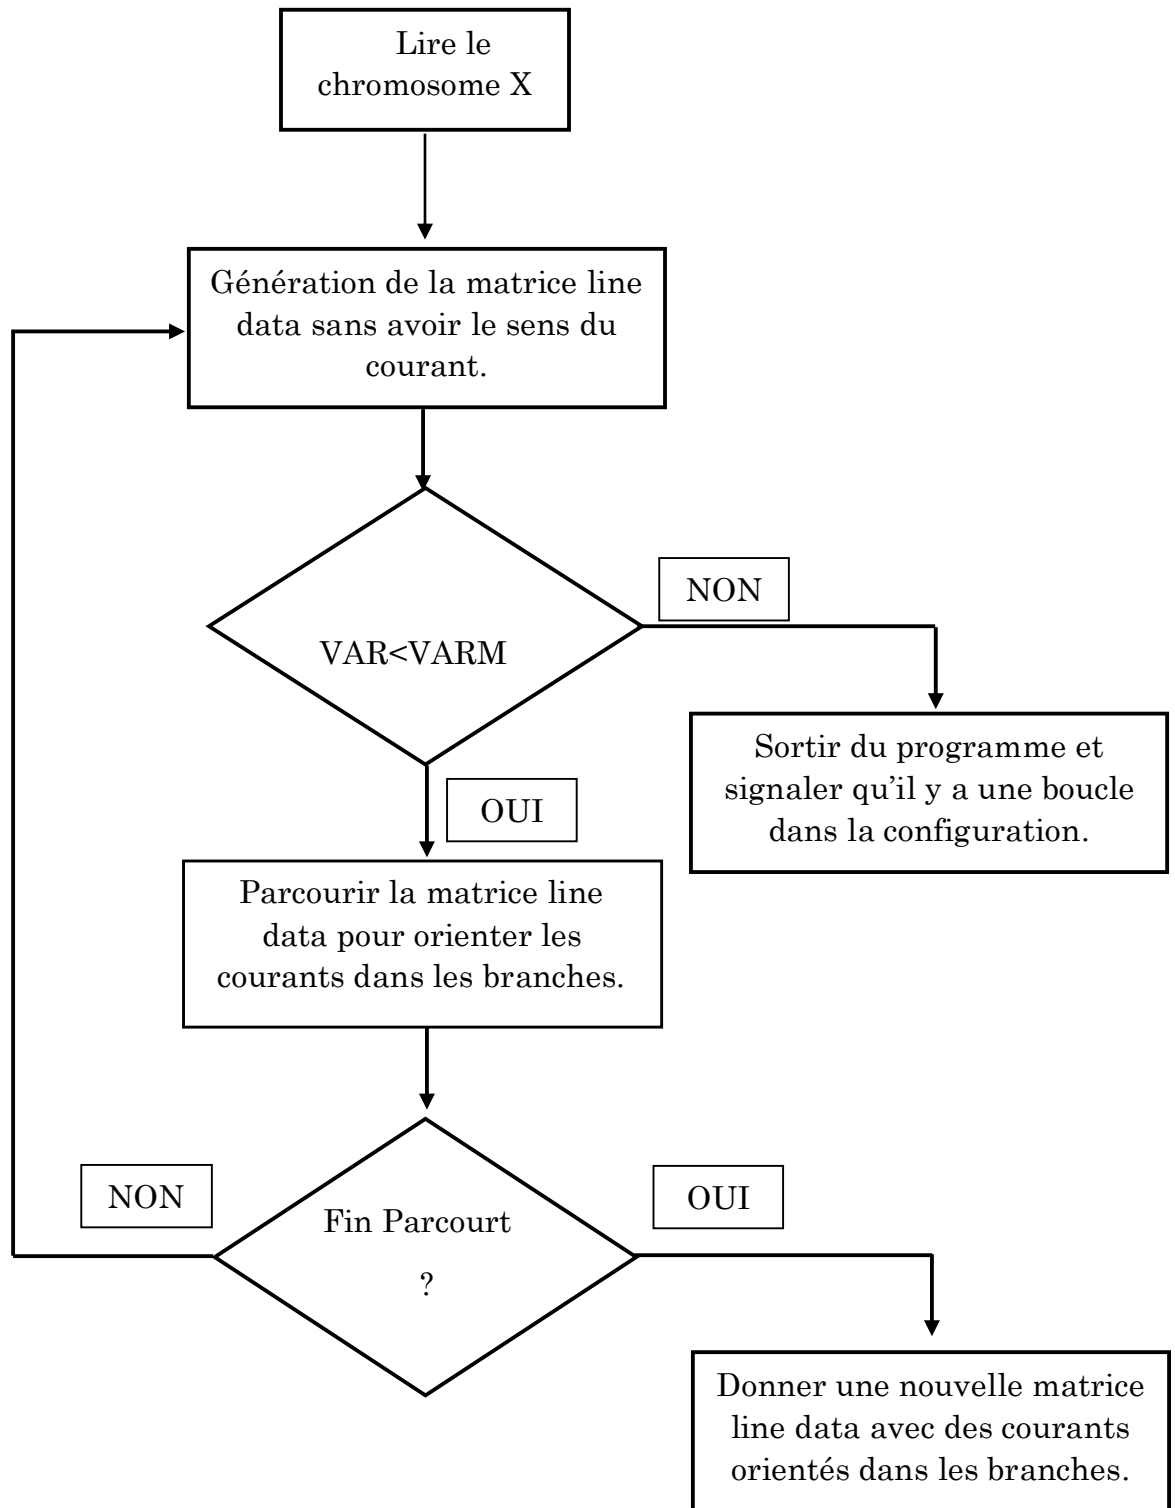 Lire le
chromosome X
Génération de la matrice line
data sans avoir le sens du
courant.
NON
VAR<VARM
Sortir du programme et
signaler qu’il y a une boucle
dans la configuration.
OUI
Parcourir la matrice line
data pour orienter les
courants dans les branches.
NON
OUI
Fin Parcourt
?
Donner une nouvelle matrice
line data avec des courants
orientés dans les branches.